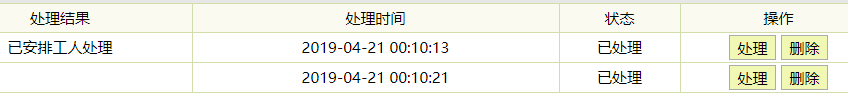 处理结果 处理时间 状态 操作
已安排工人处理 2019-04-21 00:10:13 已处理 处理 删除
2019-04-21 00:10:21 已处理 处理 删除